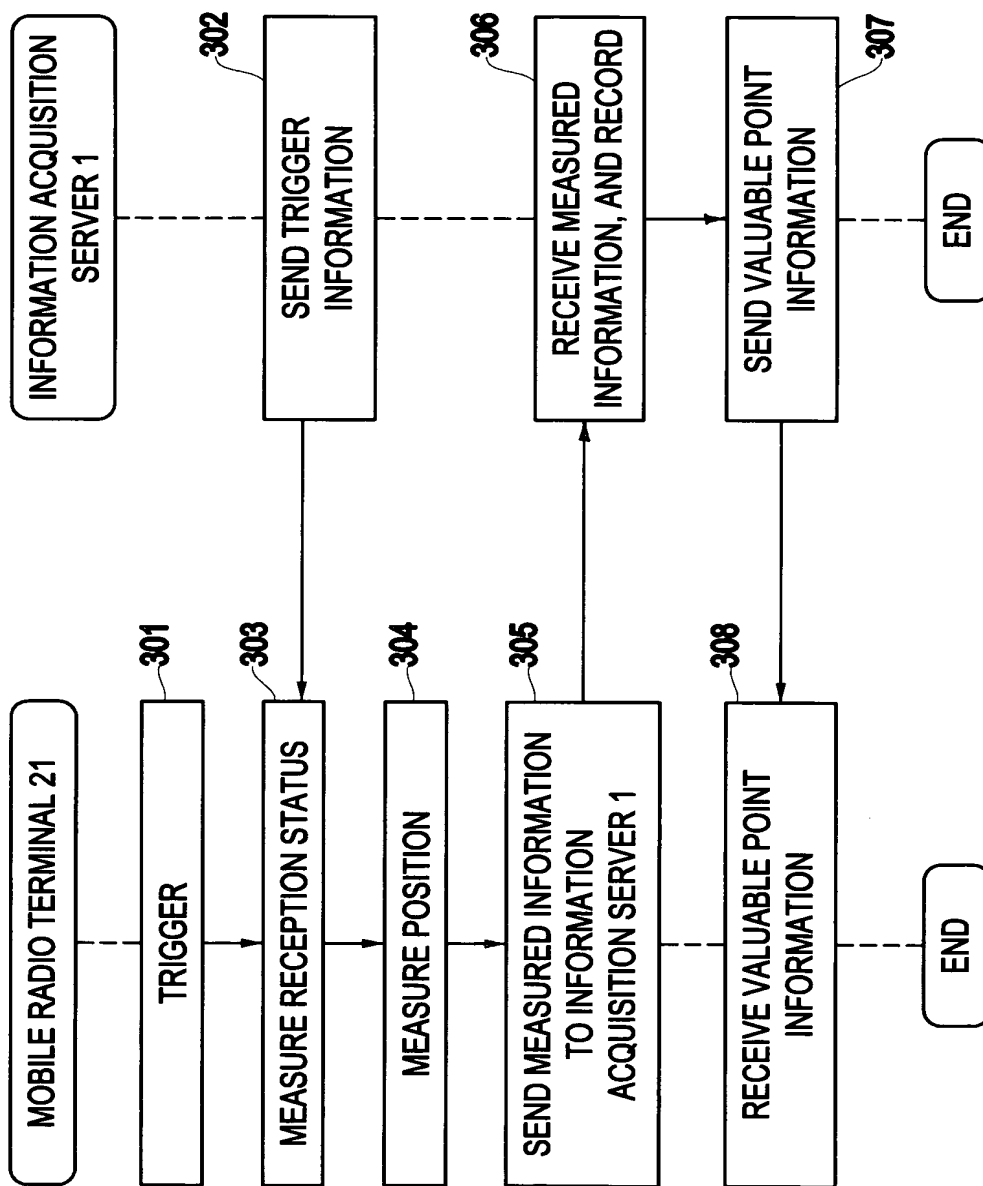 MOBILE RADIO TERMINAL 21
301
TRIGGER
303
MEASURE RECEPTION STATUS
304
MEASURE POSITION
305
SEND MEASURED INFORMATION
TO INFORMATION
ACQUISITION SERVER 1
308
RECEIVE VALUABLE POINT
INFORMATION
END
INFORMATION ACQUISITION
SERVER 1
302
SEND TRIGGER
INFORMATION
306
RECEIVE MEASURED
INFORMATION, AND RECORD
307
SEND VALUABLE POINT
INFORMATION
END